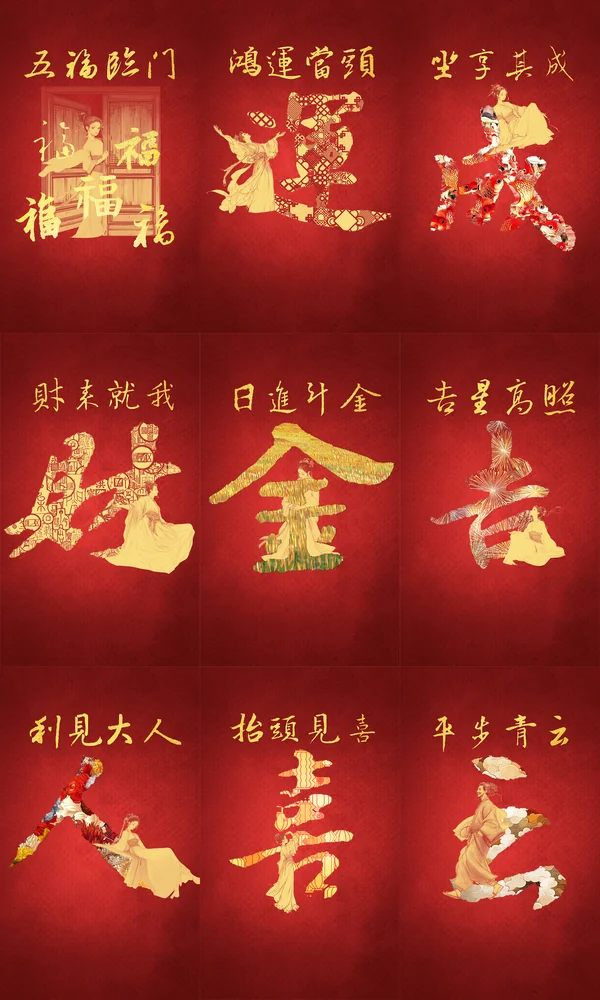 五福臨门
福
福
福
福
福
鴻運當頭
運
坐享其成
成
財来就我
財
日進斗金
金
吉星高照
吉
利見大人
人
抬頭見喜
喜
平步青云
云